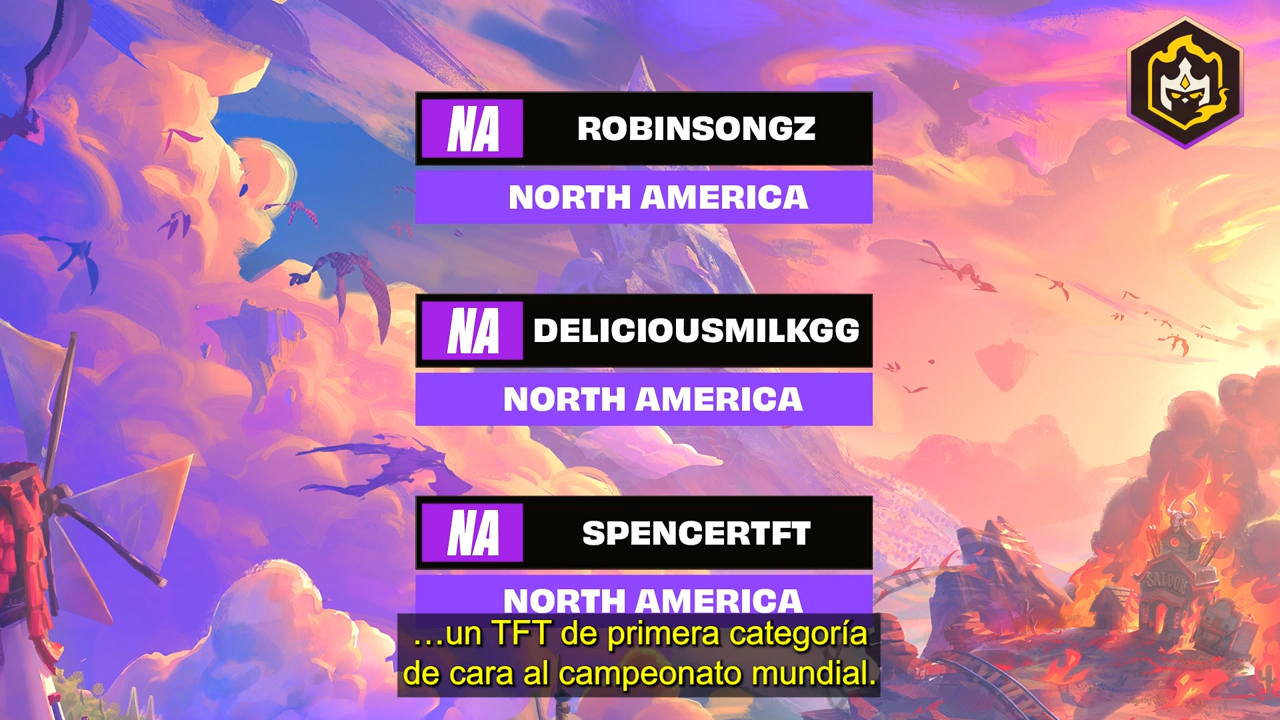 NA ROBINSONGZ
NORTH AMERICA
NA DELICIOUSMILKGG
NORTH AMERICA
NA SPENCERTFT
NORTH AMERICA
SALOON
…un TFT de primera categoría
de cara al campeonato mundial.